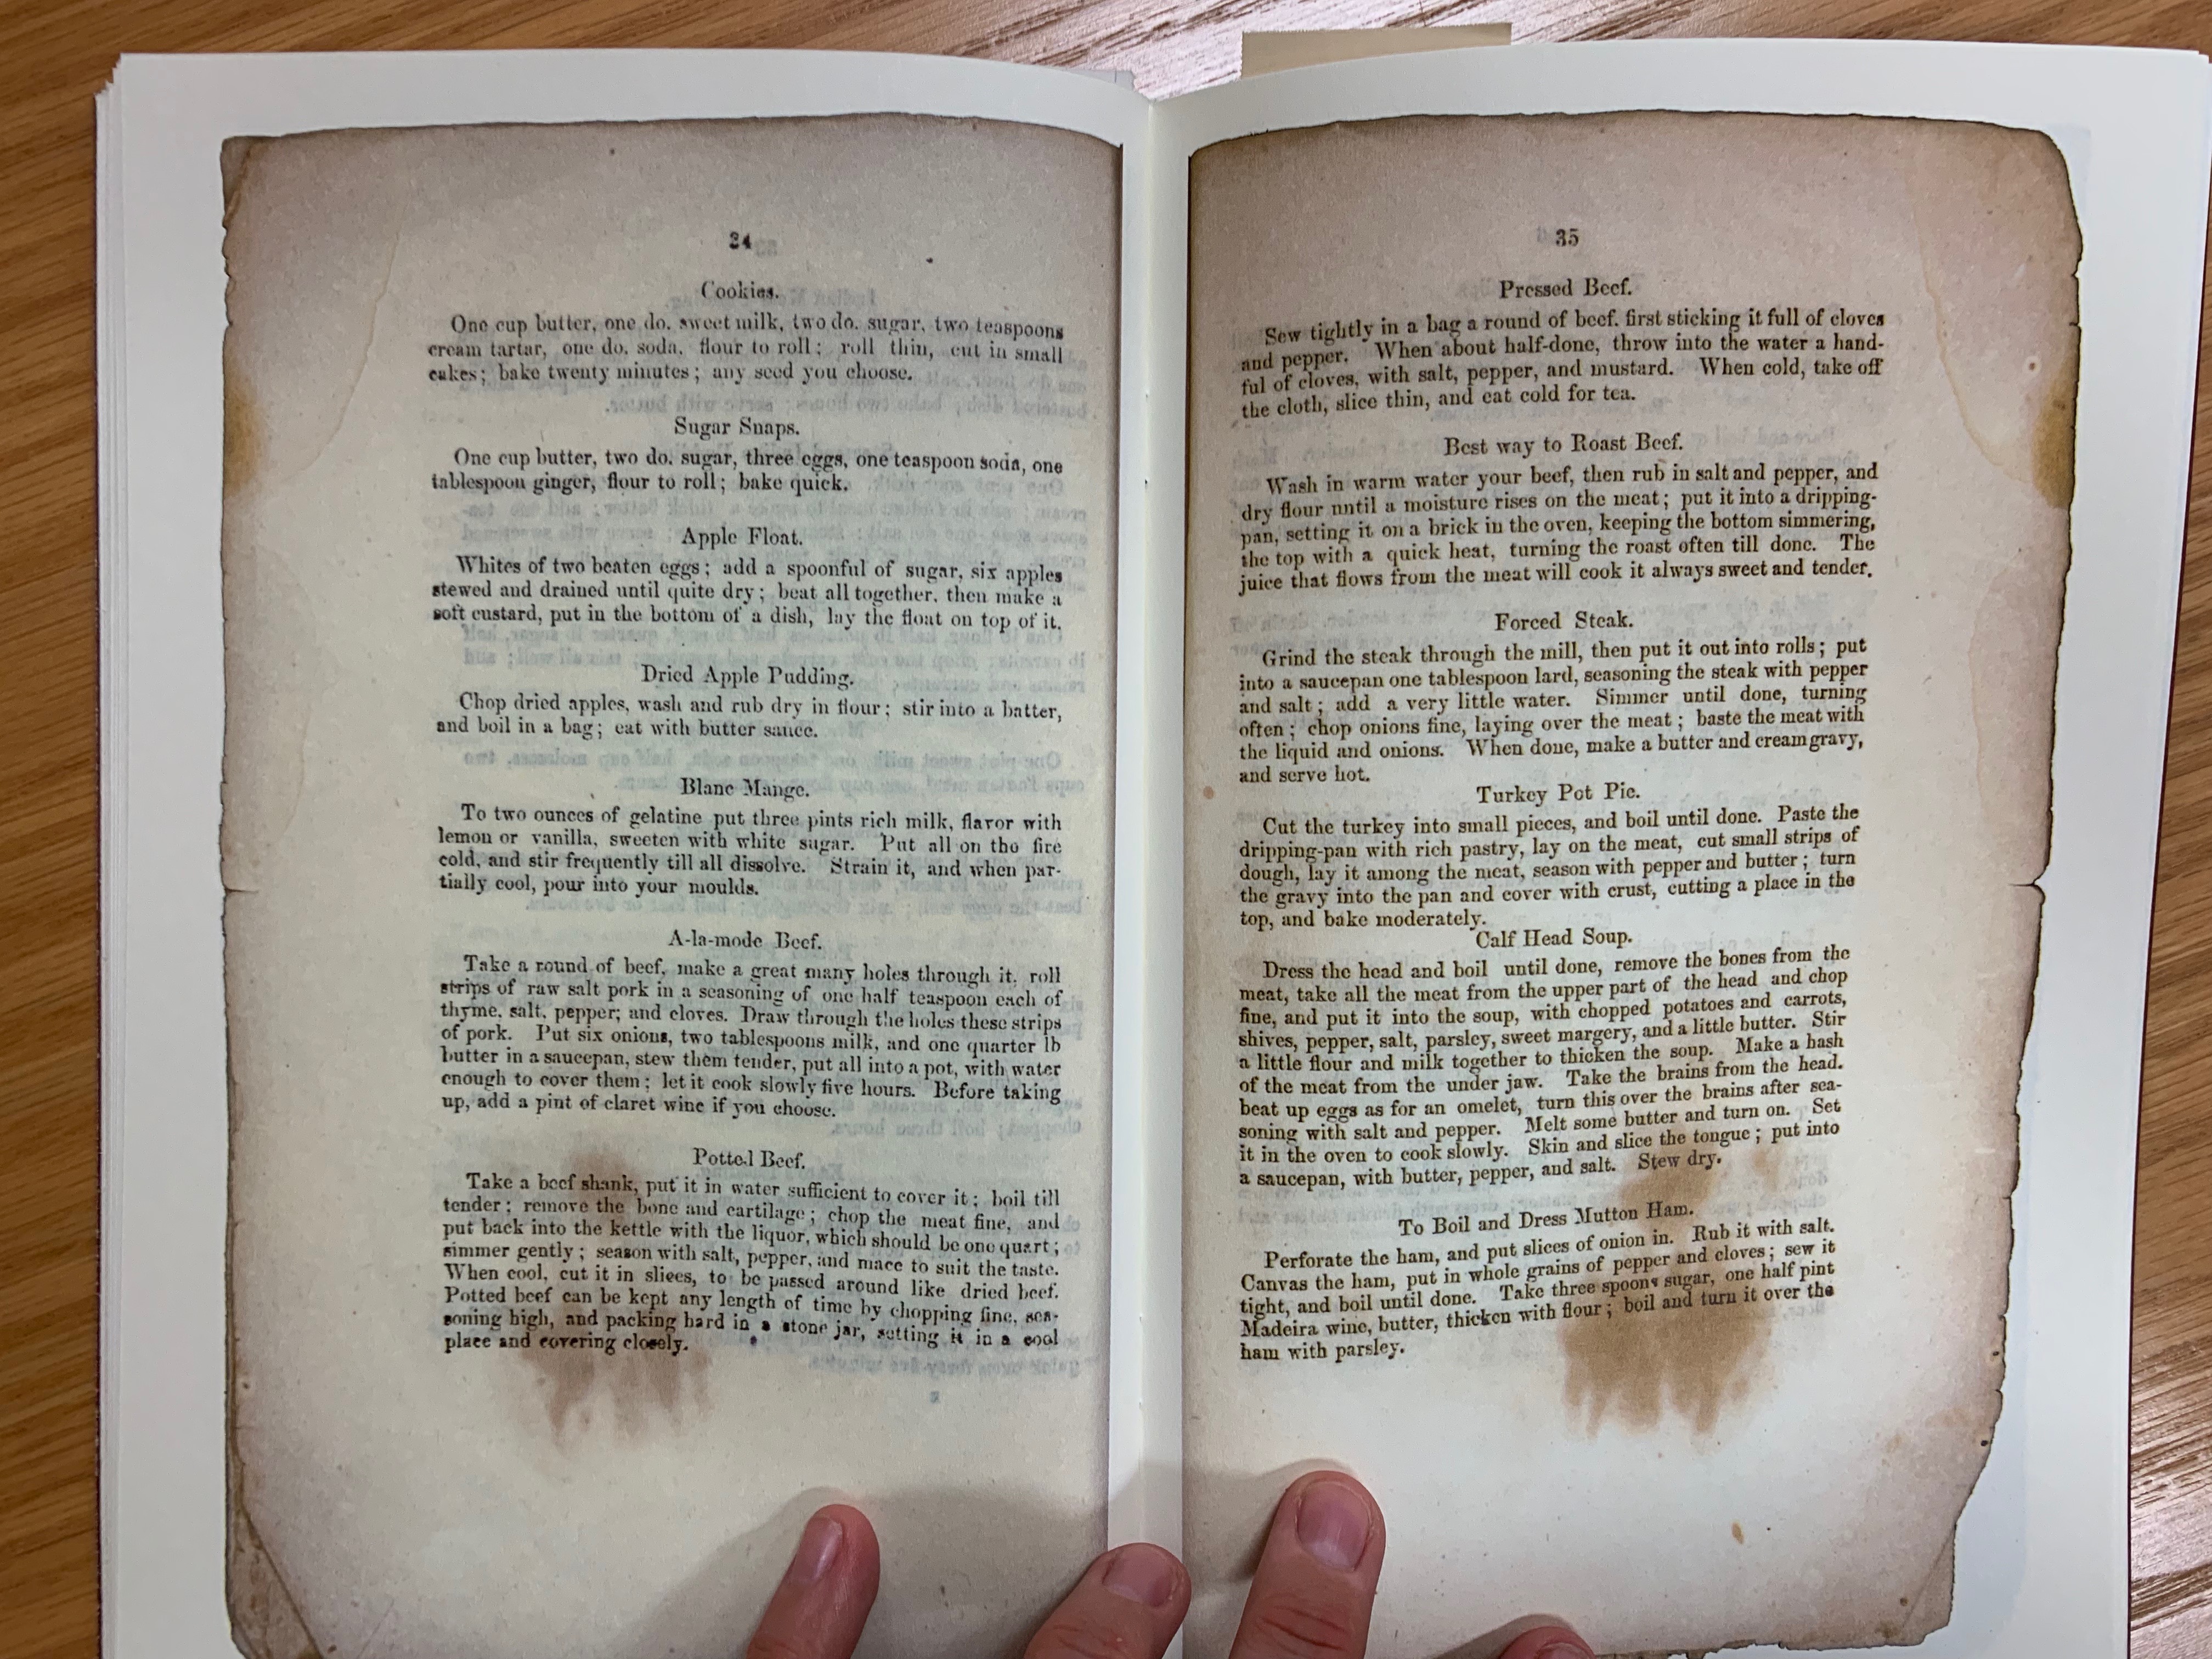 24
Cookies.
One cup butter, one do. sweet milk, two do. sugar, two teaspoons
cream tartar, one do. soda, flour to roll; roll thin, cut in small
cakes; bake twenty minutes; any seed you choose.
Sugar Snaps.
One cup butter, two do. sugar, three eggs, one teaspoon soda, one
tablespoon ginger, flour to roll; bake quick.
Apple Float.
Whites of two beaten eggs; add a spoonful of sugar, six apples
stewed and drained until quite dry; beat all together, then make a
soft custard, put in the bottom of a dish, lay the float on top of it.
Dried Apple Pudding.
Chop dried apples, wash and rub dry in flour; stir into a batter,
and boil in a bag; eat with butter sauce.
Blanc Mange.
To two ounces of gelatine put three pints rich milk, flavor with
lemon or vanilla, sweeten with white sugar. Put all on the fire
cold, and stir frequently till all dissolve. Strain it, and when par-
tially cool, pour into your moulds.
A-la-mode Beef.
Take a round of beef, make a great many holes through it, roll
strips of raw salt pork in a seasoning of one half teaspoon each of
thyme, salt, pepper; and cloves. Draw through the holes these strips
of pork. Put six onions, two tablespoons milk, and one quarter lb
butter in a saucepan, stew them tender, put all into a pot, with water
enough to cover them; let it cook slowly five hours. Before taking
up, add a pint of claret wine if you choose.
Potted Beef.
Take a beef shank, put it in water sufficient to cover it; boil till
tender; remove the bone and cartilage; chop the meat fine, and
put back into the kettle with the liquor, which should be one quart;
simmer gently; season with salt, pepper, and mace to suit the taste.
When cool, cut it in slices, to be passed around like dried beef.
Potted beef can be kept any length of time by chopping fine, sea-
soning high, and packing hard in a stone jar, setting it in a cool
place and covering closely.
35
Pressed Beef.
Sew tightly in a bag a round of beef. first sticking it full of cloves
and pepper. When about half-done, throw into the water a hand-
ful of cloves, with salt, pepper, and mustard. When cold, take off
the cloth, slice thin, and eat cold for tea.
Best way to Roast Beef.
Wash in warm water your beef, then rub in salt and pepper, and
dry flour until a moisture rises on the meat; put it into a dripping-
pan, setting it on a brick in the oven, keeping the bottom simmering,
the top with a quick heat, turning the roast often till done. The
juice that flows from the meat will cook it always sweet and tender.
Forced Steak.
Grind the steak through the mill, then put it out into rolls; put
into a saucepan one tablespoon lard, seasoning the steak with pepper
and salt; add a very little water. Simmer until done, turning
often; chop onions fine, laying over the meat; baste the meat with
the liquid and onions. When done, make a butter and cream gravy,
and serve hot.
Turkey Pot Pie.
Cut the turkey into small pieces, and boil until done. Paste the
dripping-pan with rich pastry, lay on the meat, cut small strips of
dough, lay it among the meat, season with pepper and butter; turn
the gravy into the pan and cover with crust, cutting a place in the
top, and bake moderately.
Calf Head Soup.
Dress the head and boil until done, remove the bones from the
meat, take all the meat from the upper part of the head and chop
fine, and put it into the soup, with chopped potatoes and carrots,
shives, pepper, salt, parsley, sweet margery, and a little butter. Stir
a little flour and milk together to thicken the soup. Make a hash
of the meat from the under jaw. Take the brains from the head.
beat up eggs as for an omelet, turn this over the brains after sea-
soning with salt and pepper. Melt some butter and turn on. Set
it in the oven to cook slowly. Skin and slice the tongue; put into
a saucepan, with butter, pepper, and salt. Stew dry.
To Boil and Dress Mutton Ham.
Perforate the ham, and put slices of onion in. Rub it with salt.
Canvas the ham, put in whole grains of pepper and cloves; sew it
tight, and boil until done. Take three spoons sugar, one half pint
Madeira wine, butter, thicken with flour; boil and turn it over the
ham with parsley.